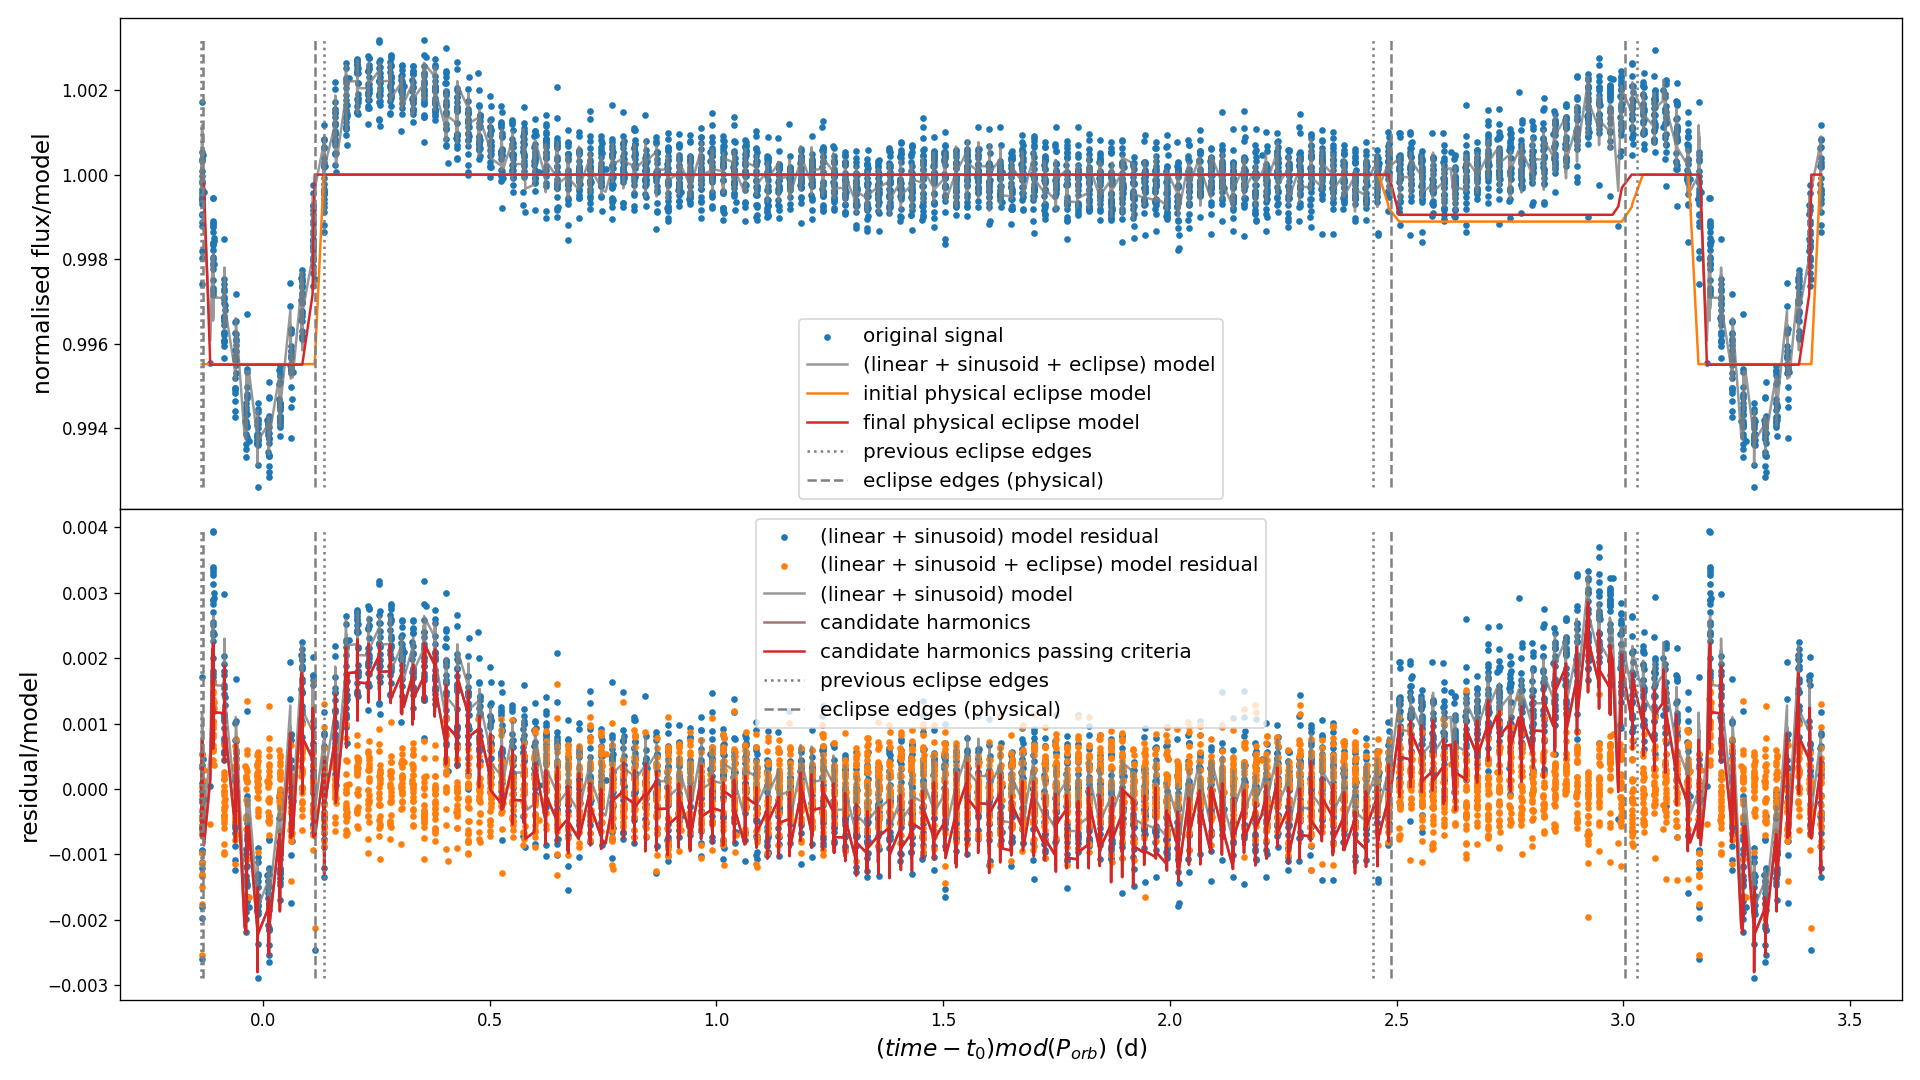 normalised flux/model
1.002
1.000
0.998
0.996
0.994
original signal
(linear + sinusoid + eclipse) model
initial physical eclipse model
final physical eclipse model
previous eclipse edges
eclipse edges (physical)
residual/model
0.004
0.003
0.002
0.001
0.000
−0.001
−0.002
−0.003
(linear + sinusoid) model residual
(linear + sinusoid + eclipse) model residual
(linear + sinusoid) model
candidate harmonics
candidate harmonics passing criteria
previous eclipse edges
eclipse edges (physical)
0.0 0.5 1.0 1.5 2.0 2.5 3.0 3.5
(time − t₀)mod(P_orb) (d)